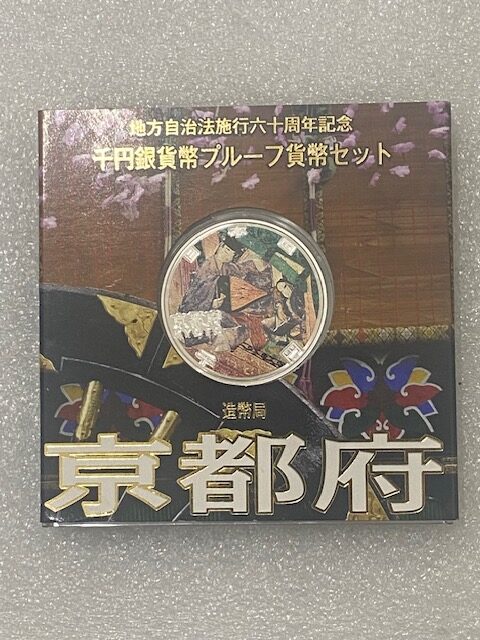 地方自治法施行六十周年記念
千円銀貨幣プルーフ貨幣セット
造幣局
京都府